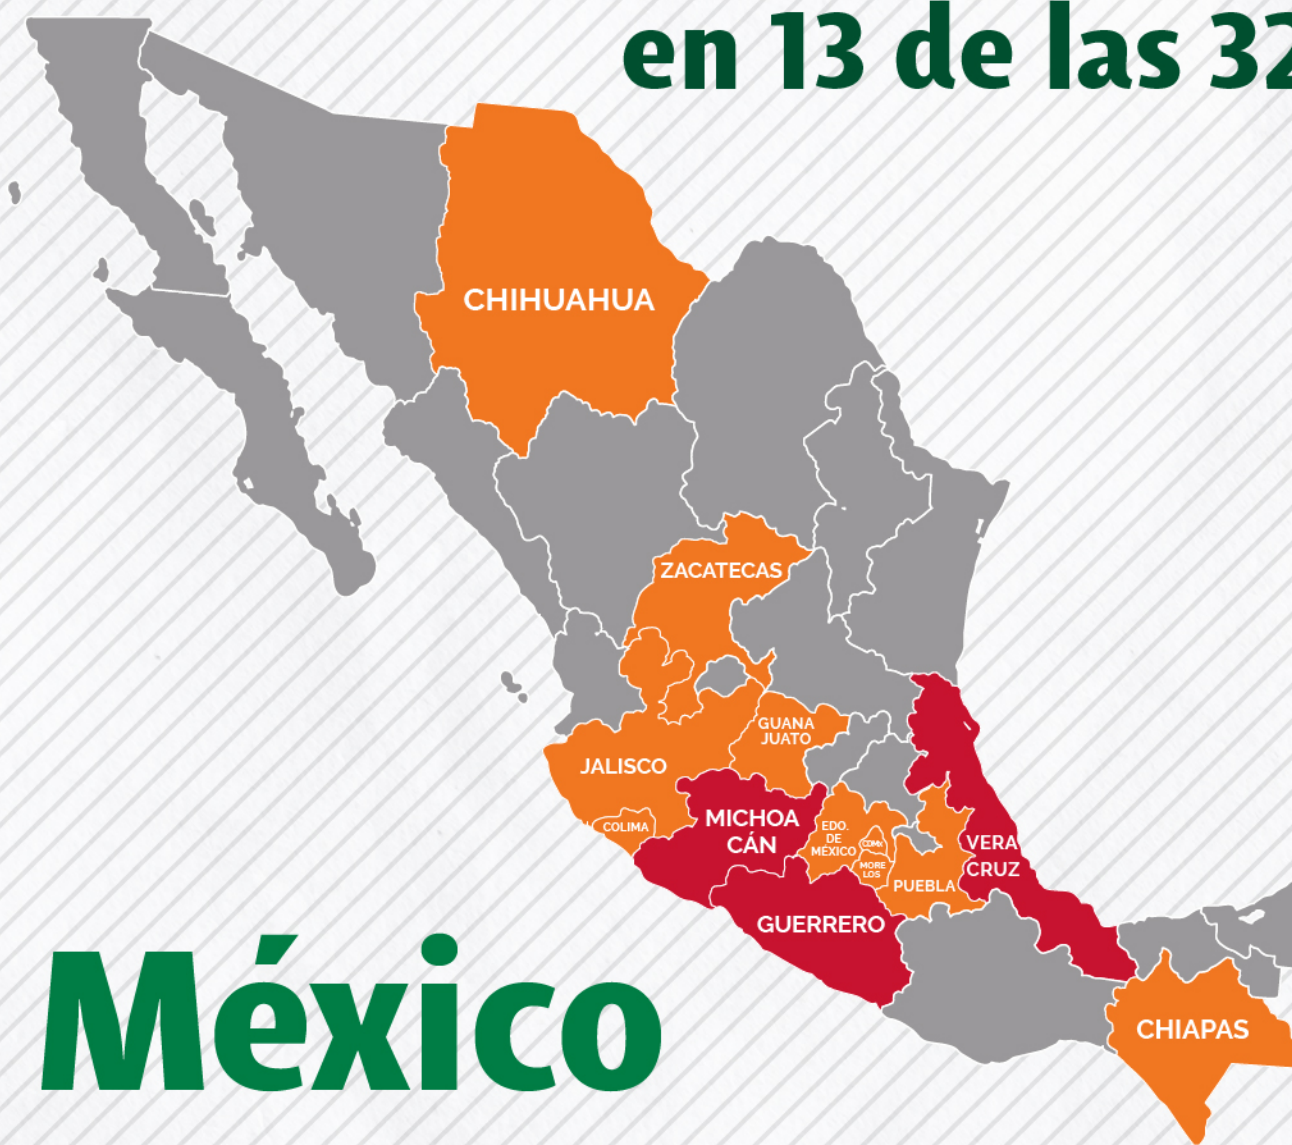 en 13 de las 32
CHIHUAHUA
ZACATECAS
GUANA
JUATO
JALISCO
COLIMA
MICHOA
CÁN
EDO.
DE
MÉXICO
CDMX
MORE
LOS
PUEBLA
VERA
CRUZ
GUERRERO
CHIAPAS
México